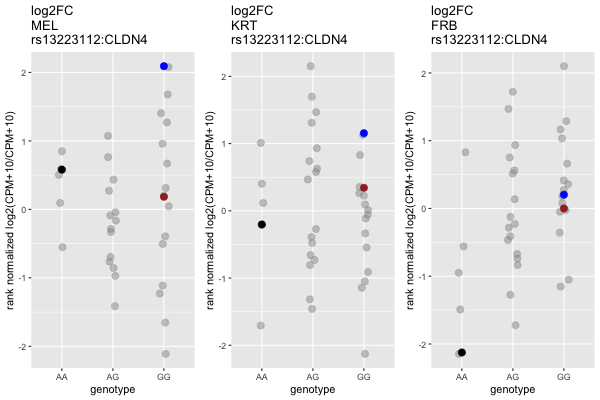 log2FC
MEL
rs13223112:CLDN4
rank normalized log2(CPM+10/CPM+10)
2
1
0
-1
-2
AA
AG
GG
genotype
log2FC
KRT
rs13223112:CLDN4
rank normalized log2(CPM+10/CPM+10)
2
1
0
-1
-2
AA
AG
GG
genotype
log2FC
FRB
rs13223112:CLDN4
rank normalized log2(CPM+10/CPM+10)
2
1
0
-1
-2
AA
AG
GG
genotype